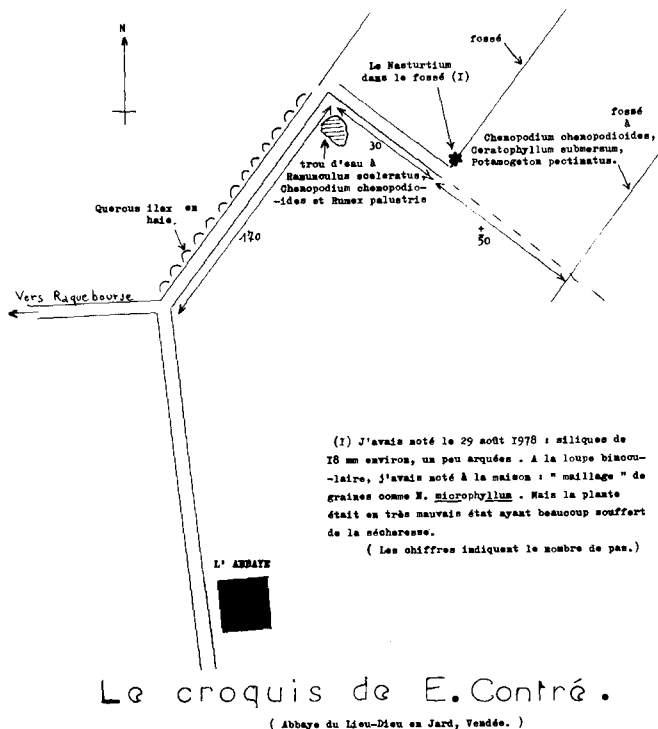 N
fossé
Le Nasturtium
dans le fossé (I)
fossé
à
Chenopodium chenopodioides,
Ceratophyllum submersum,
Potamogeton pectinatus.
30
trou d'eau à
Ranunculus sceleratus,
Chenopodium chenopodio-
-ides et Rumex palustris
Quercus ilex en
haie.
170
±
50
Vers Raquebourse
(I) J'avais noté le 29 août 1978 : siliques de
18 mm environ, un peu arquées . A la loupe binocu-
-laire, j'avais noté à la maison : " maillage " de
graines comme N. microphyllum . Mais la plante
était en très mauvais état ayant beaucoup souffert
de la sécheresse.
( Les chiffres indiquent le nombre de pas.)
L' ABBAYE
Le croquis de E. Contré .
( Abbaye du Lieu-Dieu en Jard, Vendée. )